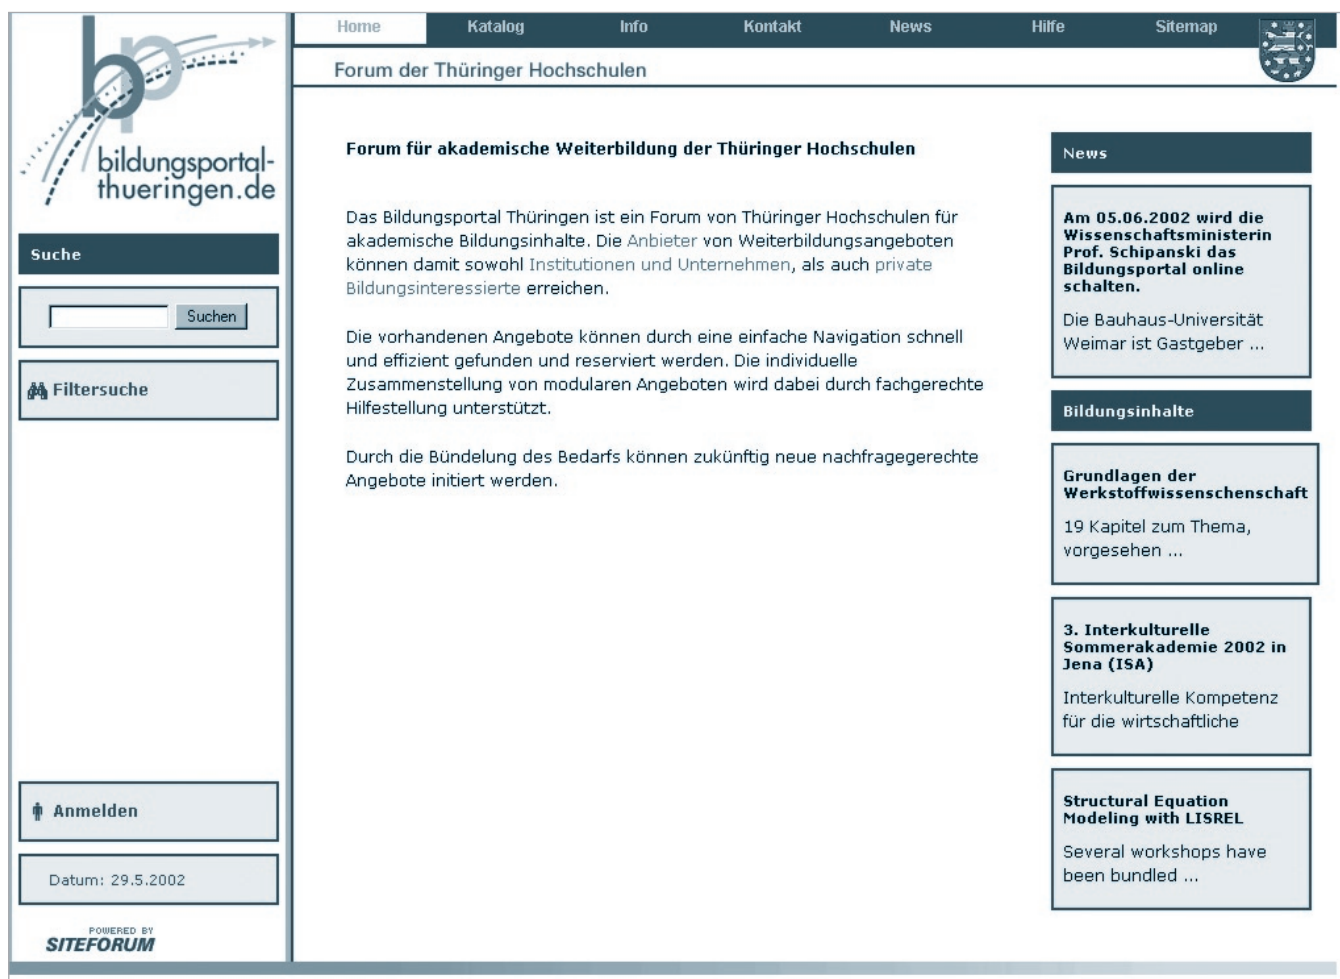 bp
bildungsportal-
thueringen.de
Home Katalog Info Kontakt News Hilfe Sitemap
Forum der Thüringer Hochschulen
Suche
Suchen
Filtersuche
Anmelden
Datum: 29.5.2002
POWERED BY
SITEFORUM
Forum für akademische Weiterbildung der Thüringer Hochschulen
Das Bildungsportal Thüringen ist ein Forum von Thüringer Hochschulen für
akademische Bildungsinhalte. Die Anbieter von Weiterbildungsangeboten
können damit sowohl Institutionen und Unternehmen, als auch private
Bildungsinteressierte erreichen.
Die vorhandenen Angebote können durch eine einfache Navigation schnell
und effizient gefunden und reserviert werden. Die individuelle
Zusammenstellung von modularen Angeboten wird dabei durch fachgerechte
Hilfestellung unterstützt.
Durch die Bündelung des Bedarfs können zukünftig neue nachfragegerechte
Angebote initiert werden.
News
Am 05.06.2002 wird die
Wissenschaftsministerin
Prof. Schipanski das
Bildungsportal online
schalten.
Die Bauhaus-Universität
Weimar ist Gastgeber ...
Bildungsinhalte
Grundlagen der
Werkstoffwissenschenschaft
19 Kapitel zum Thema,
vorgesehen ...
3. Interkulturelle
Sommerakademie 2002 in
Jena (ISA)
Interkulturelle Kompetenz
für die wirtschaftliche
Structural Equation
Modeling with LISREL
Several workshops have
been bundled ...